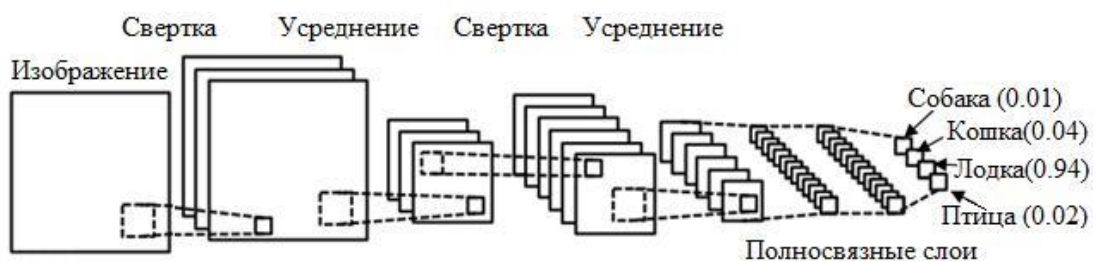 Свертка Усреднение Свертка Усреднение
Изображение
Собака (0.01)
Кошка(0.04)
Лодка(0.94)
Птица (0.02)
Полносвязные слои